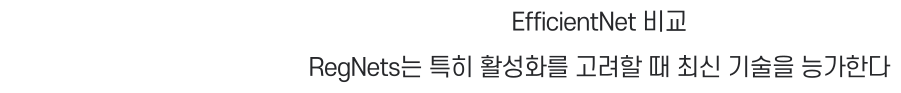 EfficientNet 비교
RegNets는 특히 활성화를 고려할 때 최신 기술을 능가한다